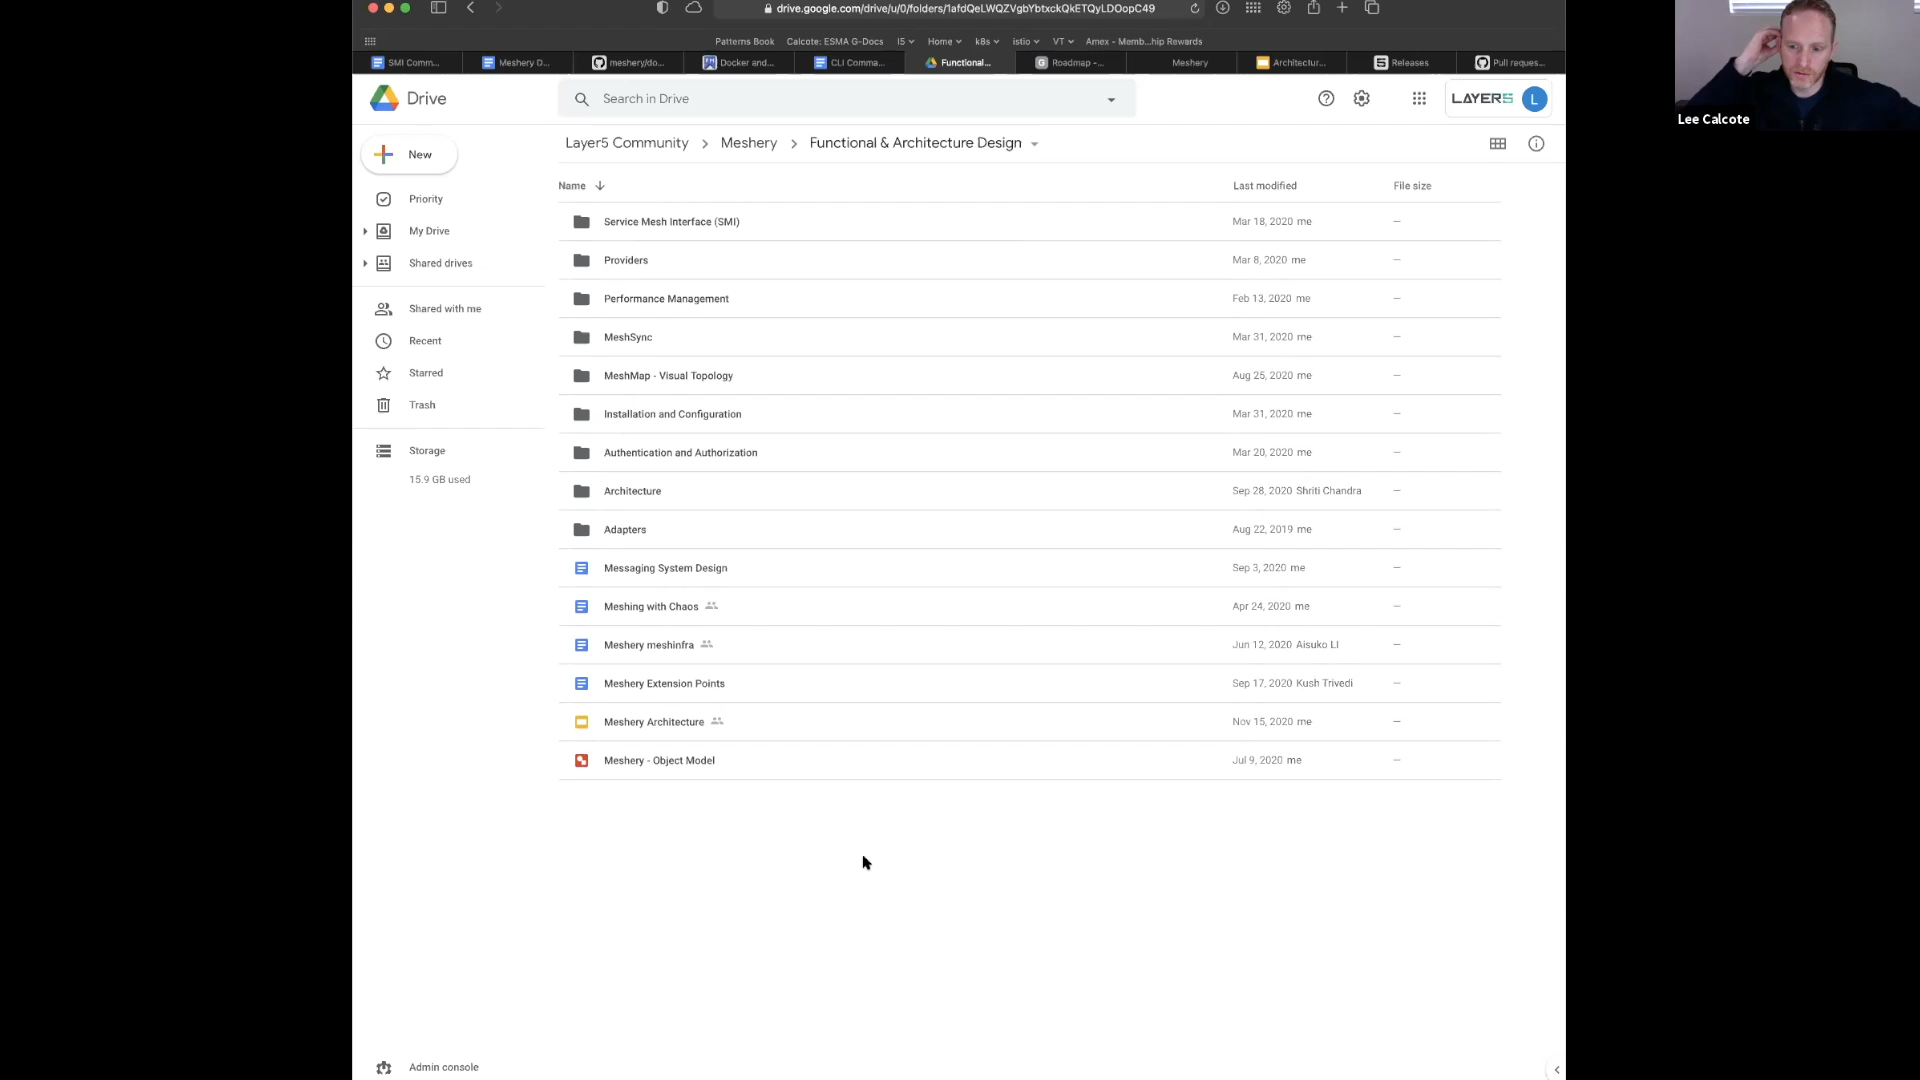 drive.google.com/drive/u/0/folders/1afdQeLWQZVgbYbtxckQkETQyLDOopC49
Patterns Book Calcote: ESMA G-Docs l5 Home k8s istio VT Amex - Memb...hip Rewards
SMI Comm... Meshery D... meshery/do... Docker and... CLI Comma... Functional... Roadmap -... Meshery Architectur... Releases Pull reques...
Drive
Search in Drive
LAYER5 L
New
Layer5 Community > Meshery > Functional & Architecture Design
Priority
My Drive
Shared drives
Shared with me
Recent
Starred
Trash
Storage
15.9 GB used
Admin console
Name Last modified File size
Service Mesh Interface (SMI) Mar 18, 2020 me —
Providers Mar 8, 2020 me —
Performance Management Feb 13, 2020 me —
MeshSync Mar 31, 2020 me —
MeshMap - Visual Topology Aug 25, 2020 me —
Installation and Configuration Mar 31, 2020 me —
Authentication and Authorization Mar 20, 2020 me —
Architecture Sep 28, 2020 Shriti Chandra —
Adapters Aug 22, 2019 me —
Messaging System Design Sep 3, 2020 me —
Meshing with Chaos Apr 24, 2020 me —
Meshery meshinfra Jun 12, 2020 Aisuko LI —
Meshery Extension Points Sep 17, 2020 Kush Trivedi —
Meshery Architecture Nov 15, 2020 me —
Meshery - Object Model Jul 9, 2020 me —
Lee Calcote